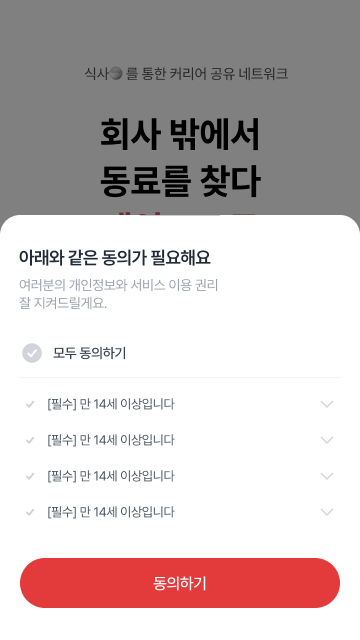 식사 를 통한 커리어 공유 네트워크
회사 밖에서
동료를 찾다
아래와 같은 동의가 필요해요
여러분의 개인정보와 서비스 이용 권리
잘 지켜드릴게요.
모두 동의하기
[필수] 만 14세 이상입니다
[필수] 만 14세 이상입니다
[필수] 만 14세 이상입니다
[필수] 만 14세 이상입니다
동의하기